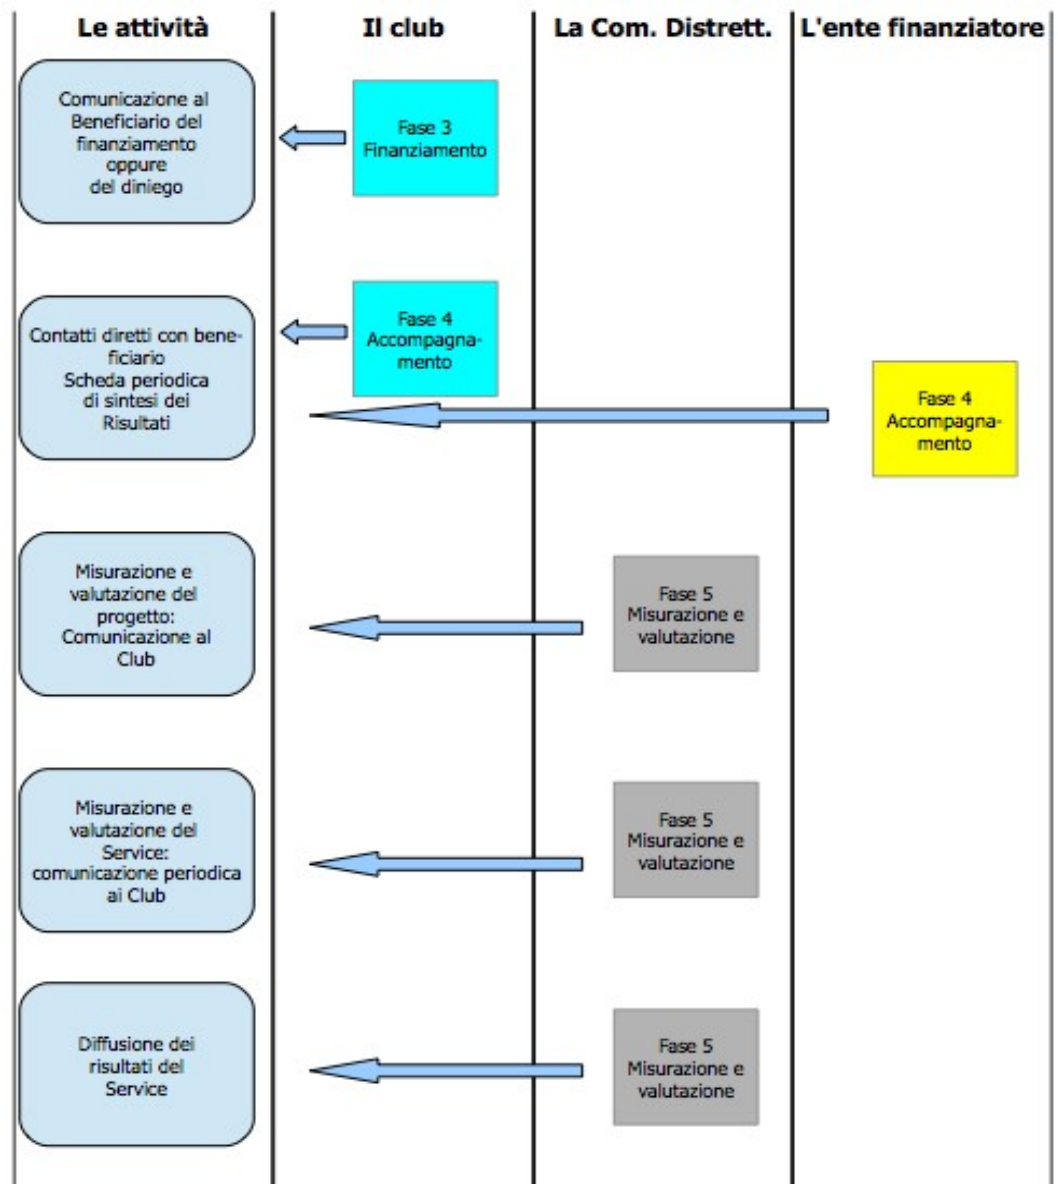 Le attività
Il club
La Com. Distrett.
L'ente finanziatore
Comunicazione al
Beneficiario del
finanziamento
oppure
del diniego
Fase 3
Finanziamento
Contatti diretti con bene-
ficiario
Scheda periodica
di sintesi dei
Risultati
Fase 4
Accompagna-
mento
Fase 4
Accompagna-
mento
Misurazione e
valutazione del
progetto:
Comunicazione al
Club
Fase 5
Misurazione e
valutazione
Misurazione e
valutazione del
Service:
comunicazione periodica
ai Club
Fase 5
Misurazione e
valutazione
Diffusione dei
risultati del
Service
Fase 5
Misurazione e
valutazione